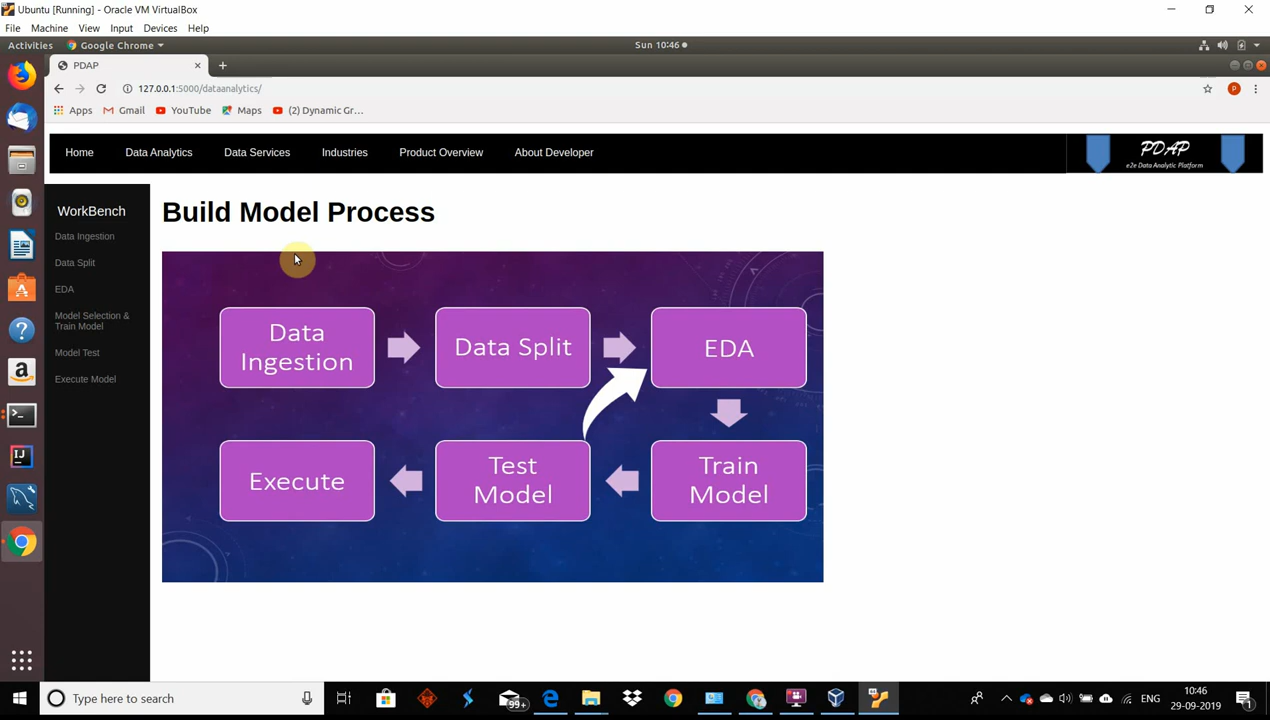 Ubuntu [Running] - Oracle VM VirtualBox
File Machine View Input Devices Help
Activities Google Chrome Sun 10:46
PDAP
127.0.0.1:5000/dataanalytics/
P
Apps Gmail YouTube Maps (2) Dynamic Gr...
Home Data Analytics Data Services Industries Product Overview About Developer
PDAP
e2e Data Analytic Platform
WorkBench
Data Ingestion
Data Split
EDA
Model Selection &
Train Model
Model Test
Execute Model
Build Model Process
Data
Ingestion
Data Split
EDA
Train
Model
Test
Model
Execute
Type here to search
99+
ENG
10:46
29-09-2019
1